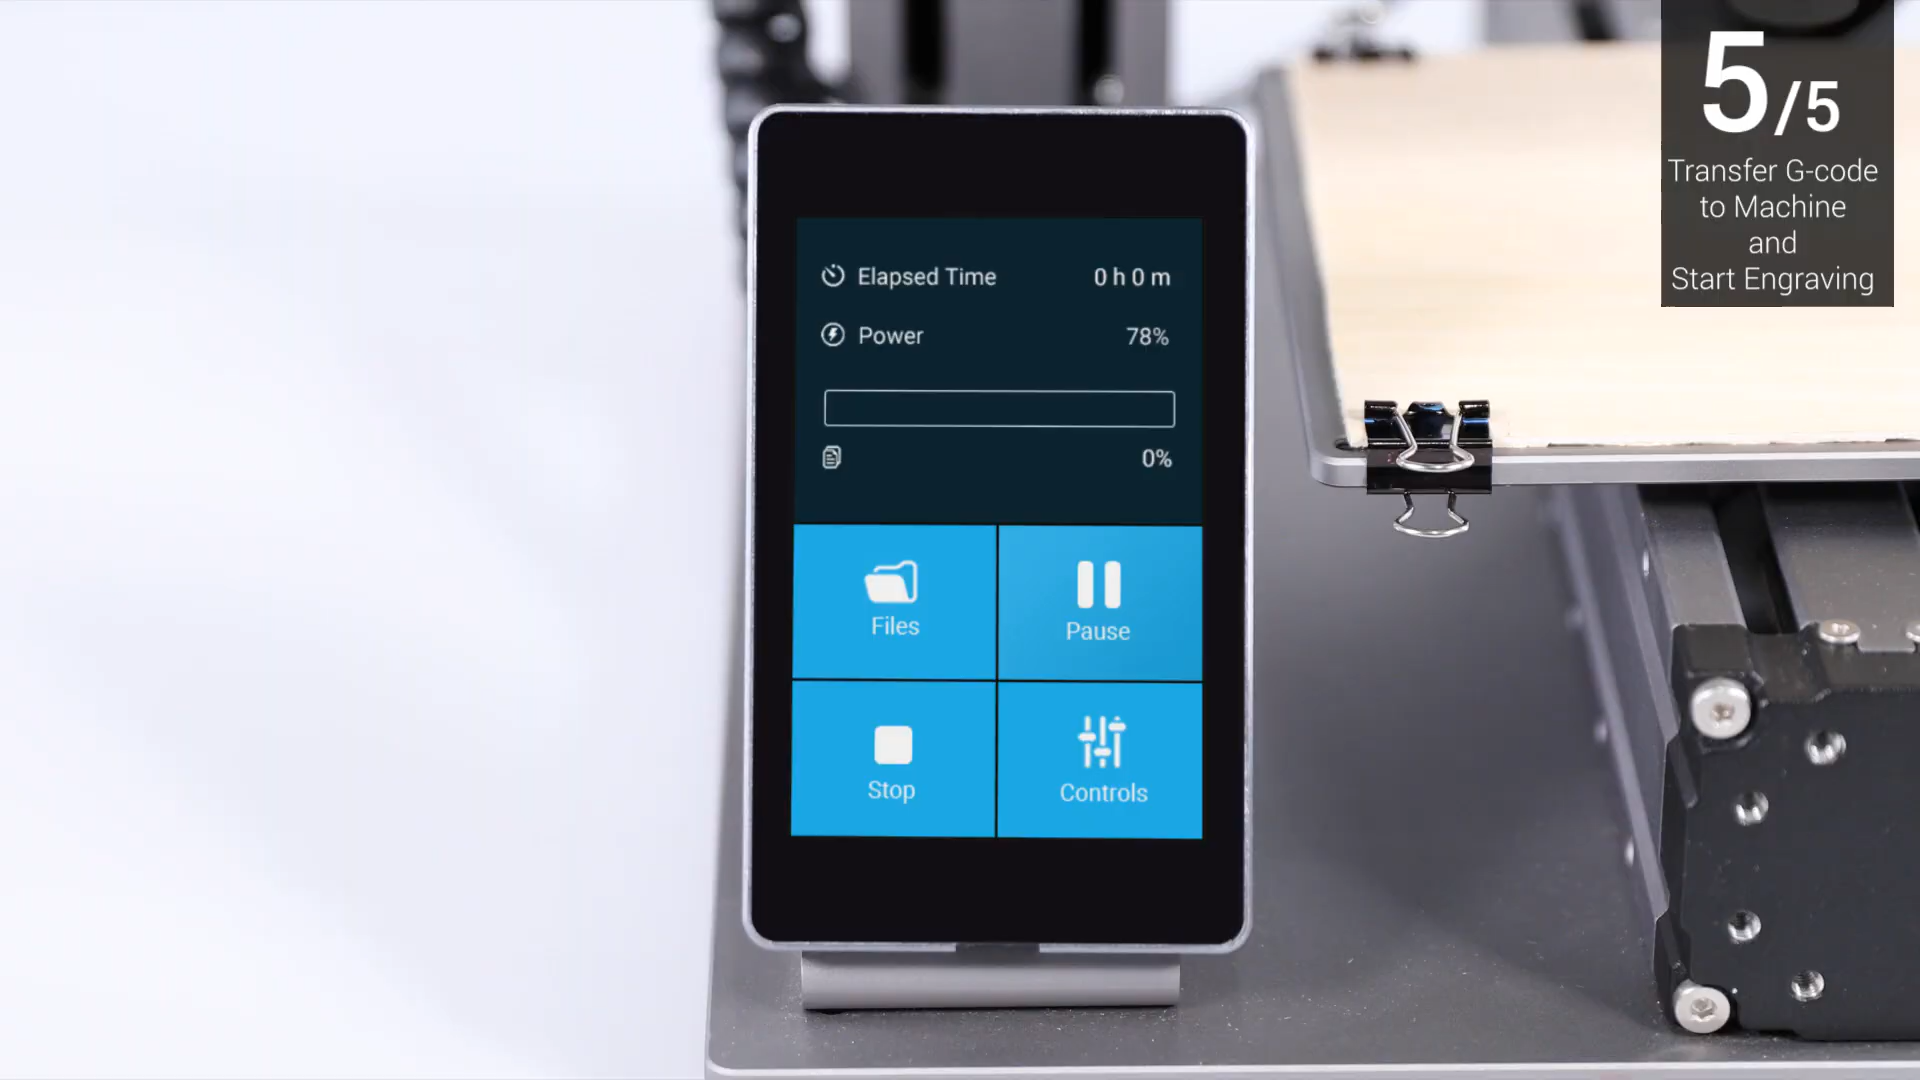 5/5
Transfer G-code
to Machine
and
Start Engraving
Elapsed Time 0 h 0 m
Power 78%
0%
Files
Pause
Stop
Controls